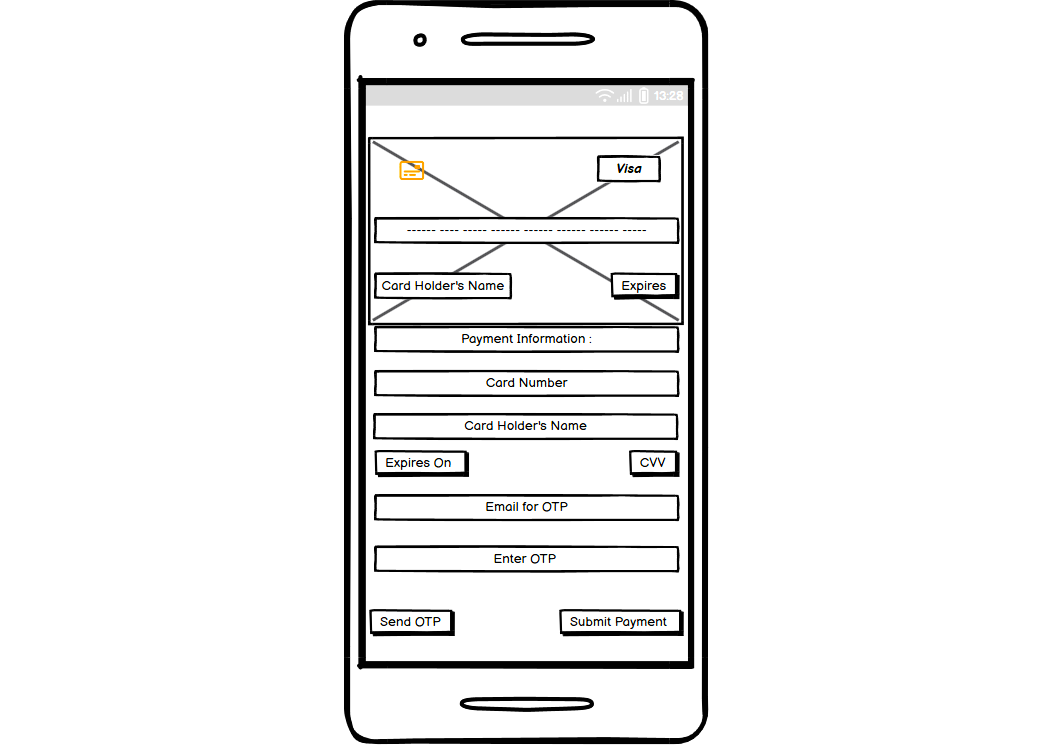 13:28
Visa
------ ---- ----- ------ ------ ------ ------ -----
Card Holder's Name
Expires
Payment Information :
Card Number
Card Holder's Name
Expires On
CVV
Email for OTP
Enter OTP
Send OTP
Submit Payment